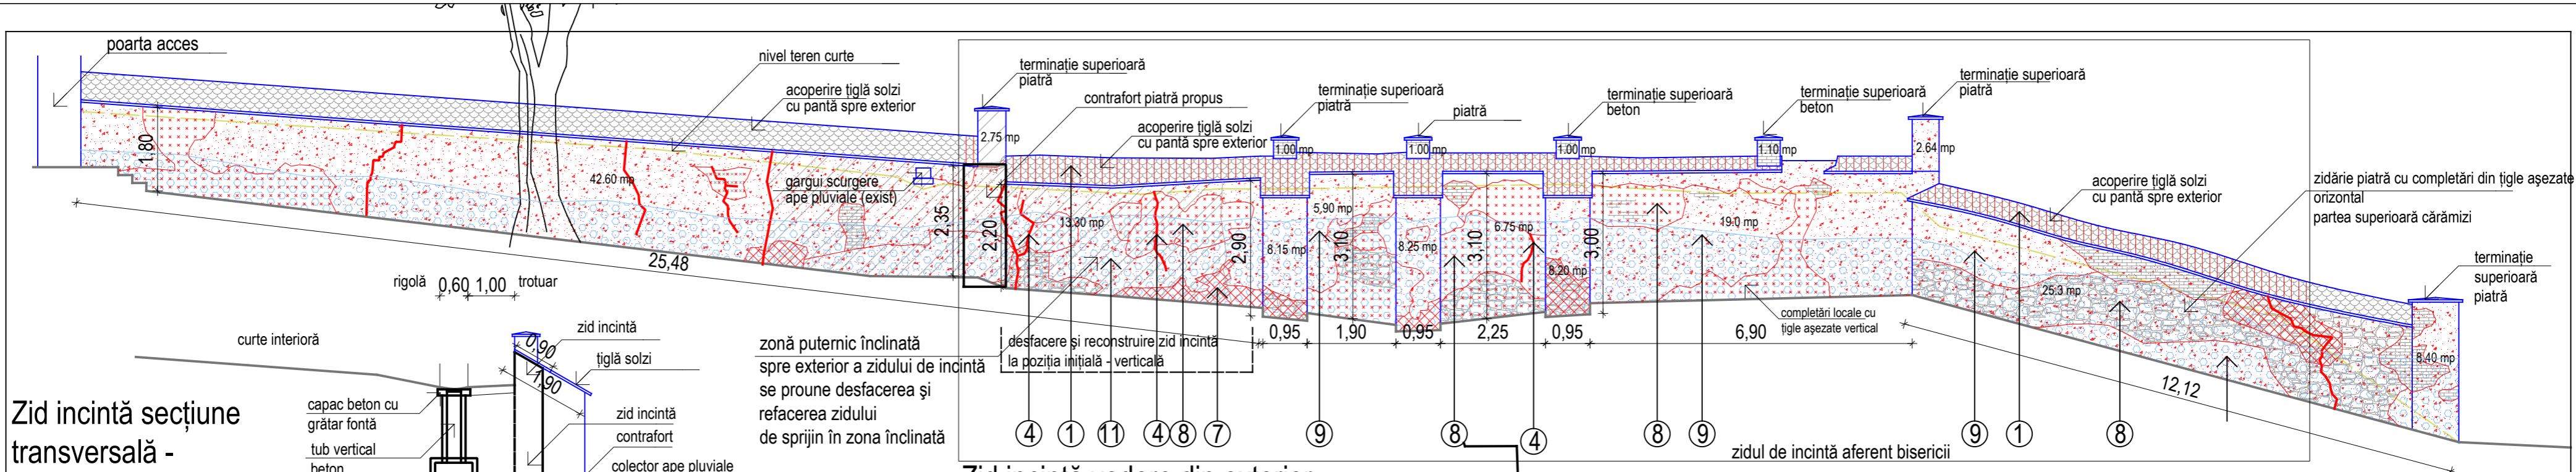 poarta acces
nivel teren curte
acoperire țiglă solzi
cu pantă spre exterior
terminație superioară
piatră
contrafort piatră propus
acoperire țiglă solzi
cu pantă spre exterior
terminație superioară
piatră
piatră
terminație superioară
beton
terminație superioară
beton
terminație superioară
piatră
acoperire țiglă solzi
cu pantă spre exterior
zidărie piatră cu completări din țigle așezate
orizontal
partea superioară cărămizi
terminație
superioară
piatră
1,80
42.60 mp
gargui scurgere
ape pluviale (exist)
2,35
2.75 mp
2,20
13.30 mp
2,90
1.00 mp
8.15 mp
5.90 mp
3,10
1.00 mp
8.25 mp
3,10
6.75 mp
1.00 mp
8.20 mp
3,00
1.10 mp
19.0 mp
2.64 mp
25.3 mp
8.40 mp
25,48
0,95
1,90
0,95
2,25
0,95
6,90
12,12
completări locale cu
țigle așezate vertical
rigolă
0,60
1,00
trotuar
curte interioră
zid incintă
0,90
țiglă solzi
1,90
capac beton cu
grătar fontă
tub vertical
beton
zid incintă
contrafort
colector ape pluviale
Zid incintă secțiune
transversală -
zonă puternic înclinată
spre exterior a zidului de incintă
se proune desfacerea și
refacerea zidului
de sprijin în zona înclinată
desfacere și reconstruire zid incintă
la poziția inițială - verticală
4
1
11
4
8
7
9
8
4
8
9
9
1
8
zidul de incintă aferent bisericii
Zid incintă vedere din exterior